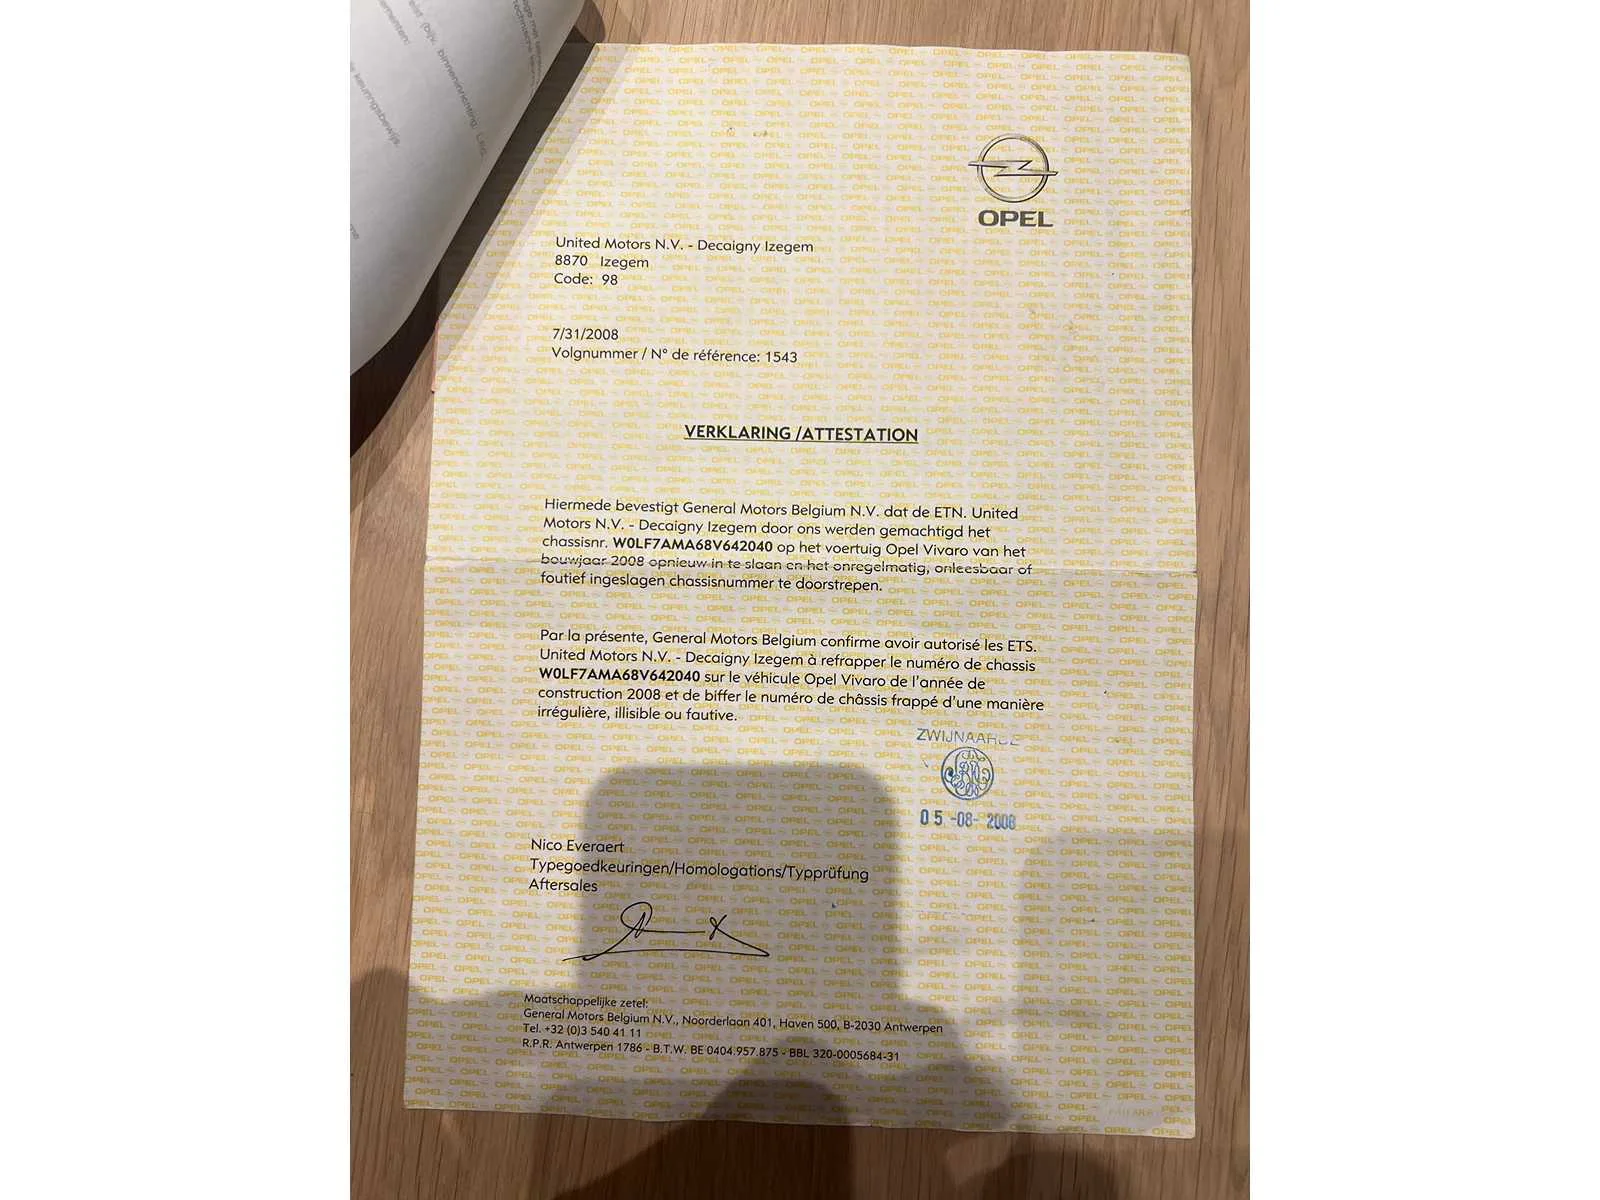 (bijk. binneninrichting, LPG,
keuringsbewijs.
OPEL
United Motors N.V. - Decaigny Izegem
8870 Izegem
Code: 98
7/31/2008
Volgnummer / N° de référence: 1543
VERKLARING /ATTESTATION
Hiermede bevestigt General Motors Belgium N.V. dat de ETN. United
Motors N.V. - Decaigny Izegem door ons werden gemachtigd het
chassisnr. W0LF7AMA68V642040 op het voertuig Opel Vivaro van het
bouwjaar 2008 opnieuw in te slaan en het onregelmatig, onleesbaar of
foutief ingeslagen chassisnummer te doorstrepen.
Par la présente, General Motors Belgium confirme avoir autorisé les ETS.
United Motors N.V. - Decaigny Izegem à refrapper le numéro de chassis
W0LF7AMA68V642040 sur le véhicule Opel Vivaro de l'année de
construction 2008 et de biffer le numéro de châssis frappé d'une manière
irrégulière, illisible ou fautive.
ZWIJNAARDE
05 -08- 2008
Nico Everaert
Typegoedkeuringen/Homologations/Typprüfung
Aftersales
Maatschappelijke zetel:
General Motors Belgium N.V., Noorderlaan 401, Haven 500, B-2030 Antwerpen
Tel. +32 (0)3 540 41 11
R.P.R. Antwerpen 1786 - B.T.W. BE 0404.957.875 - BBL 320-0005684-31